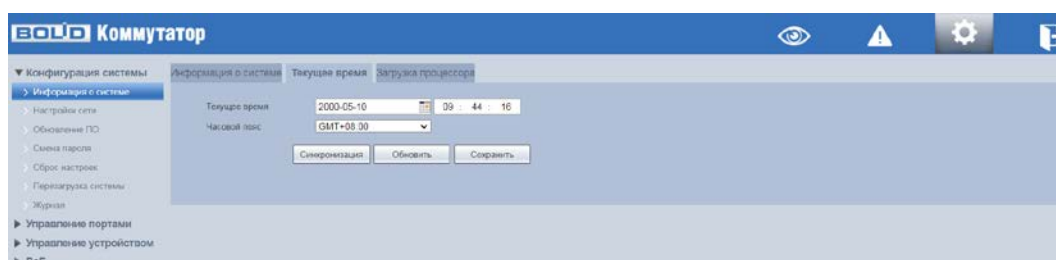 BOLID Коммутатор
Конфигурация системы
Информация о системе
Настройки сети
Обновление ПО
Смена пароля
Сброс настроек
Перезагрузка системы
Журнал
Управление портами
Управление устройством
PoE
Информация о системе Текущее время Загрузка процессора
Текущее время 2000-05-10 09 : 44 : 16
Часовой пояс GMT+08:00
Синхронизация Обновить Сохранить